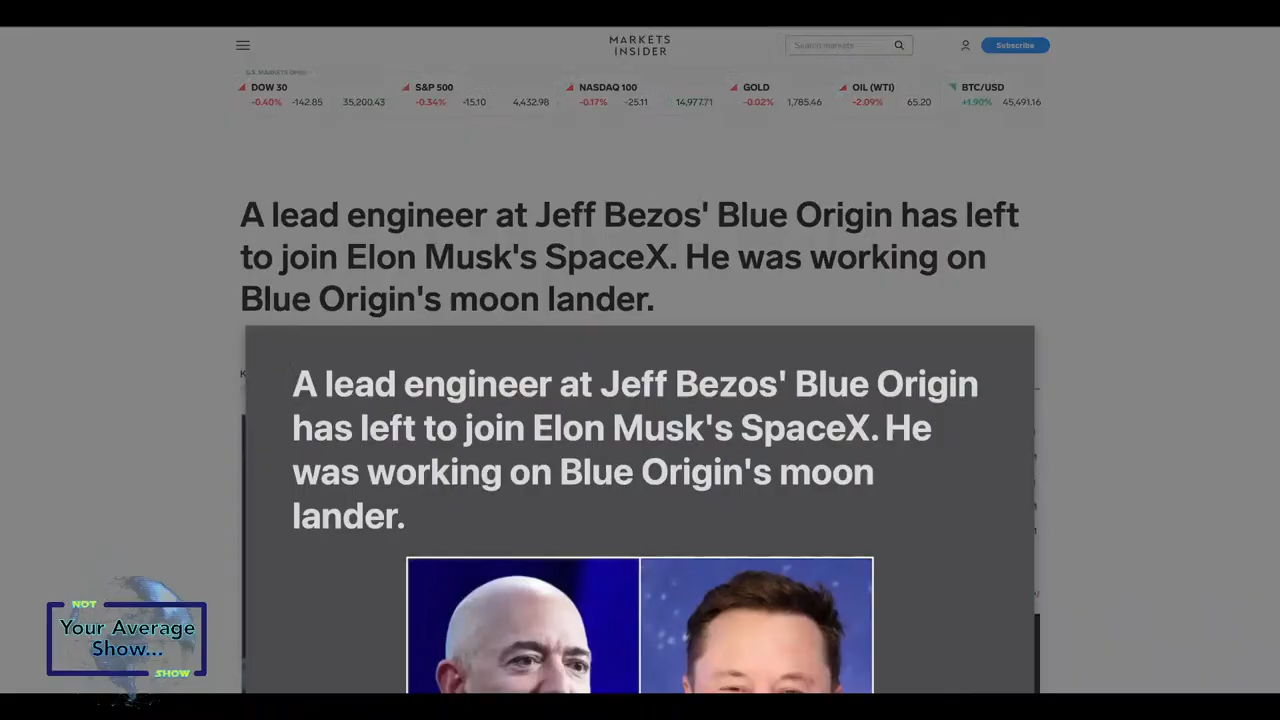 MARKETS
INSIDER
Search markets
Subscribe
U.S. MARKETS OPEN
DOW 30
-0.40% -142.85 35,200.43
S&P 500
-0.34% -15.10 4,432.98
NASDAQ 100
-0.17% -25.11 14,977.71
GOLD
-0.02% 1,785.46
OIL (WTI)
-2.09% 65.20
BTC/USD
+1.90% 45,491.16
A lead engineer at Jeff Bezos' Blue Origin has left
to join Elon Musk's SpaceX. He was working on
Blue Origin's moon lander.
A lead engineer at Jeff Bezos' Blue Origin
has left to join Elon Musk's SpaceX. He
was working on Blue Origin's moon
lander.
NOT
Your Average
Show...
SHOW